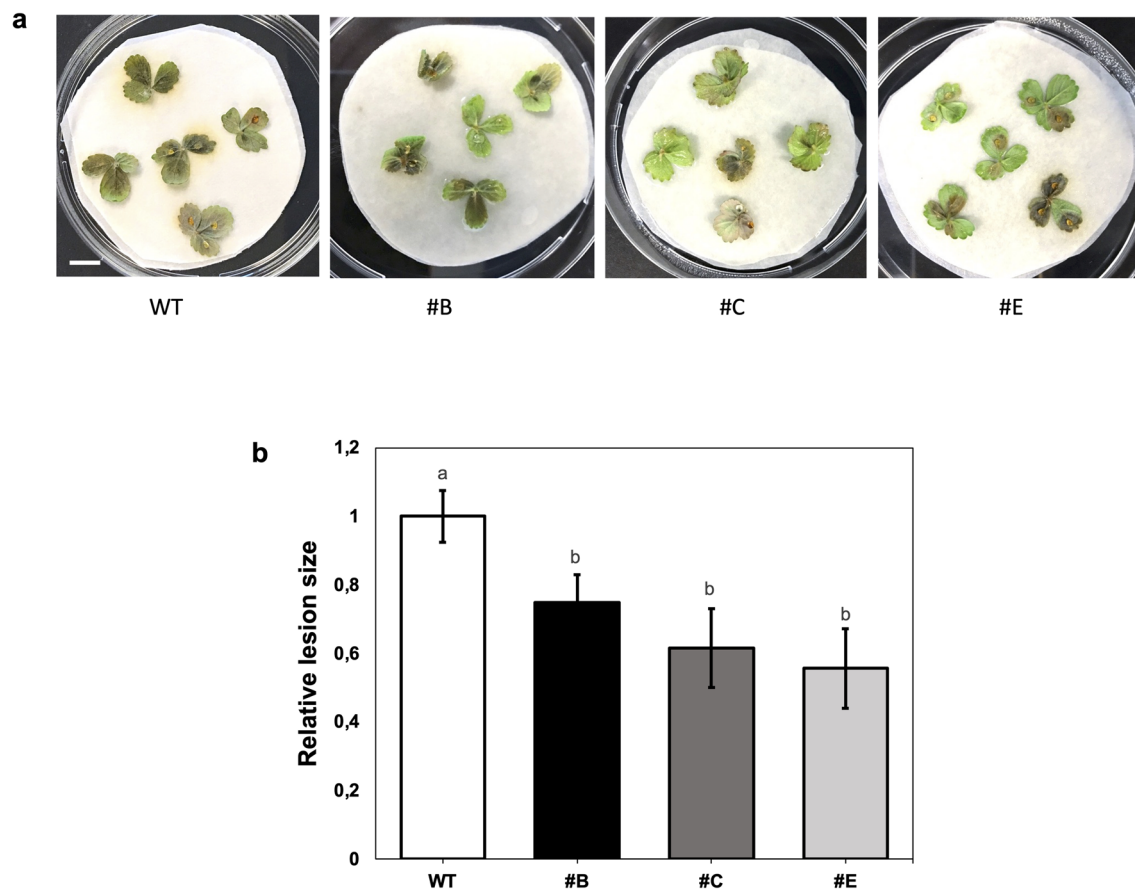 a
WT #B #C #E
b
Relative lesion size
1,2
1
0,8
0,6
0,4
0,2
0
a
b
b
b
WT #B #C #E